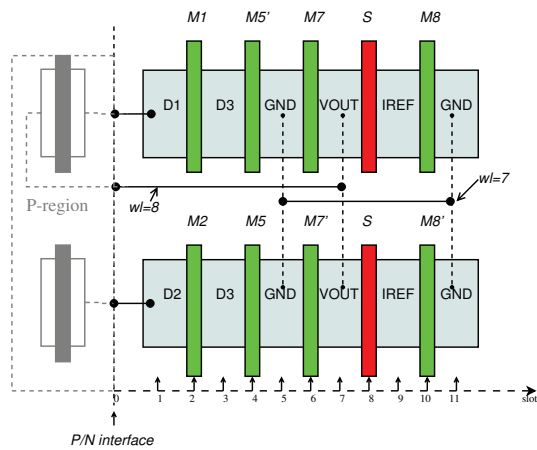 M1 M5' M7 S M8
D1 D3 GND VOUT IREF GND
wl=8 wl=7
P-region
M2 M5 M7' S M8'
D2 D3 GND VOUT IREF GND
0 1 2 3 4 5 6 7 8 9 10 11 slot
P/N interface